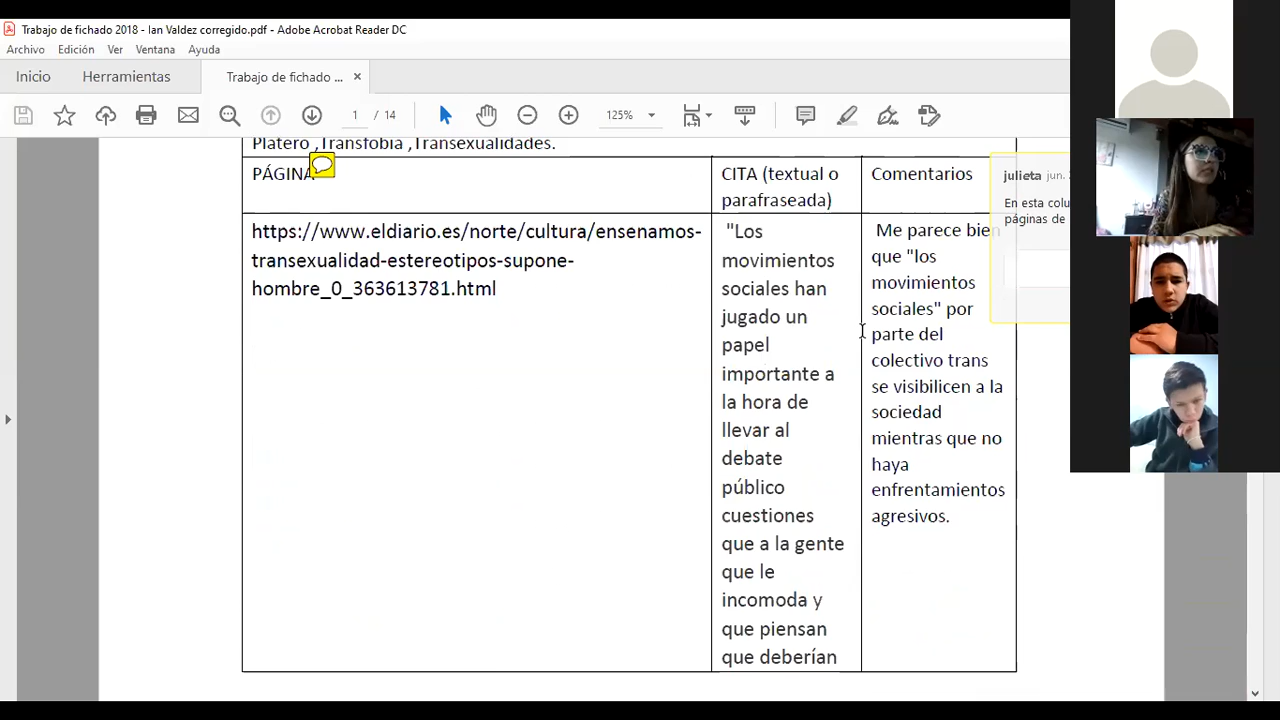 Trabajo de fichado 2018 - Ian Valdez corregido.pdf - Adobe Acrobat Reader DC
Archivo Edición Ver Ventana Ayuda
Inicio Herramientas Trabajo de fichado ... ×
1 / 14 125%
Platero ,Transfobia ,Transexualidades.
PÁGINA
https://www.eldiario.es/norte/cultura/ensenamos-
transexualidad-estereotipos-supone-
hombre_0_363613781.html
CITA (textual o
parafraseada)
"Los
movimientos
sociales han
jugado un
papel
importante a
la hora de
llevar al
debate
público
cuestiones
que a la gente
que le
incomoda y
que piensan
que deberían
Comentarios
Me parece bien
que "los
movimientos
sociales" por
parte del
colectivo trans
se visibilicen a la
sociedad
mientras que no
haya
enfrentamientos
agresivos.
julieta jun.
En esta colu
páginas de